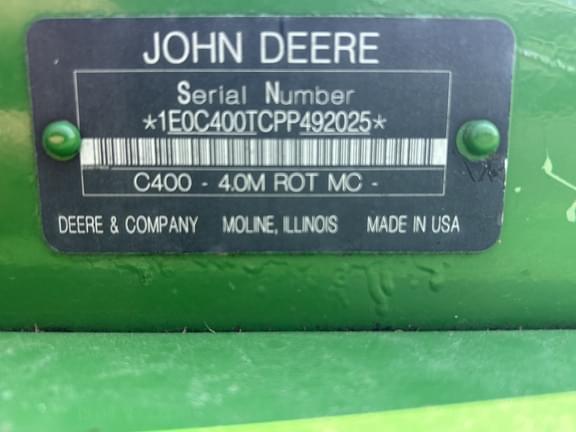 JOHN DEERE
Serial Number
*1E0C400TCPP492025*
C400 - 4.0M ROT MC -
DEERE & COMPANY MOLINE, ILLINOIS MADE IN USA